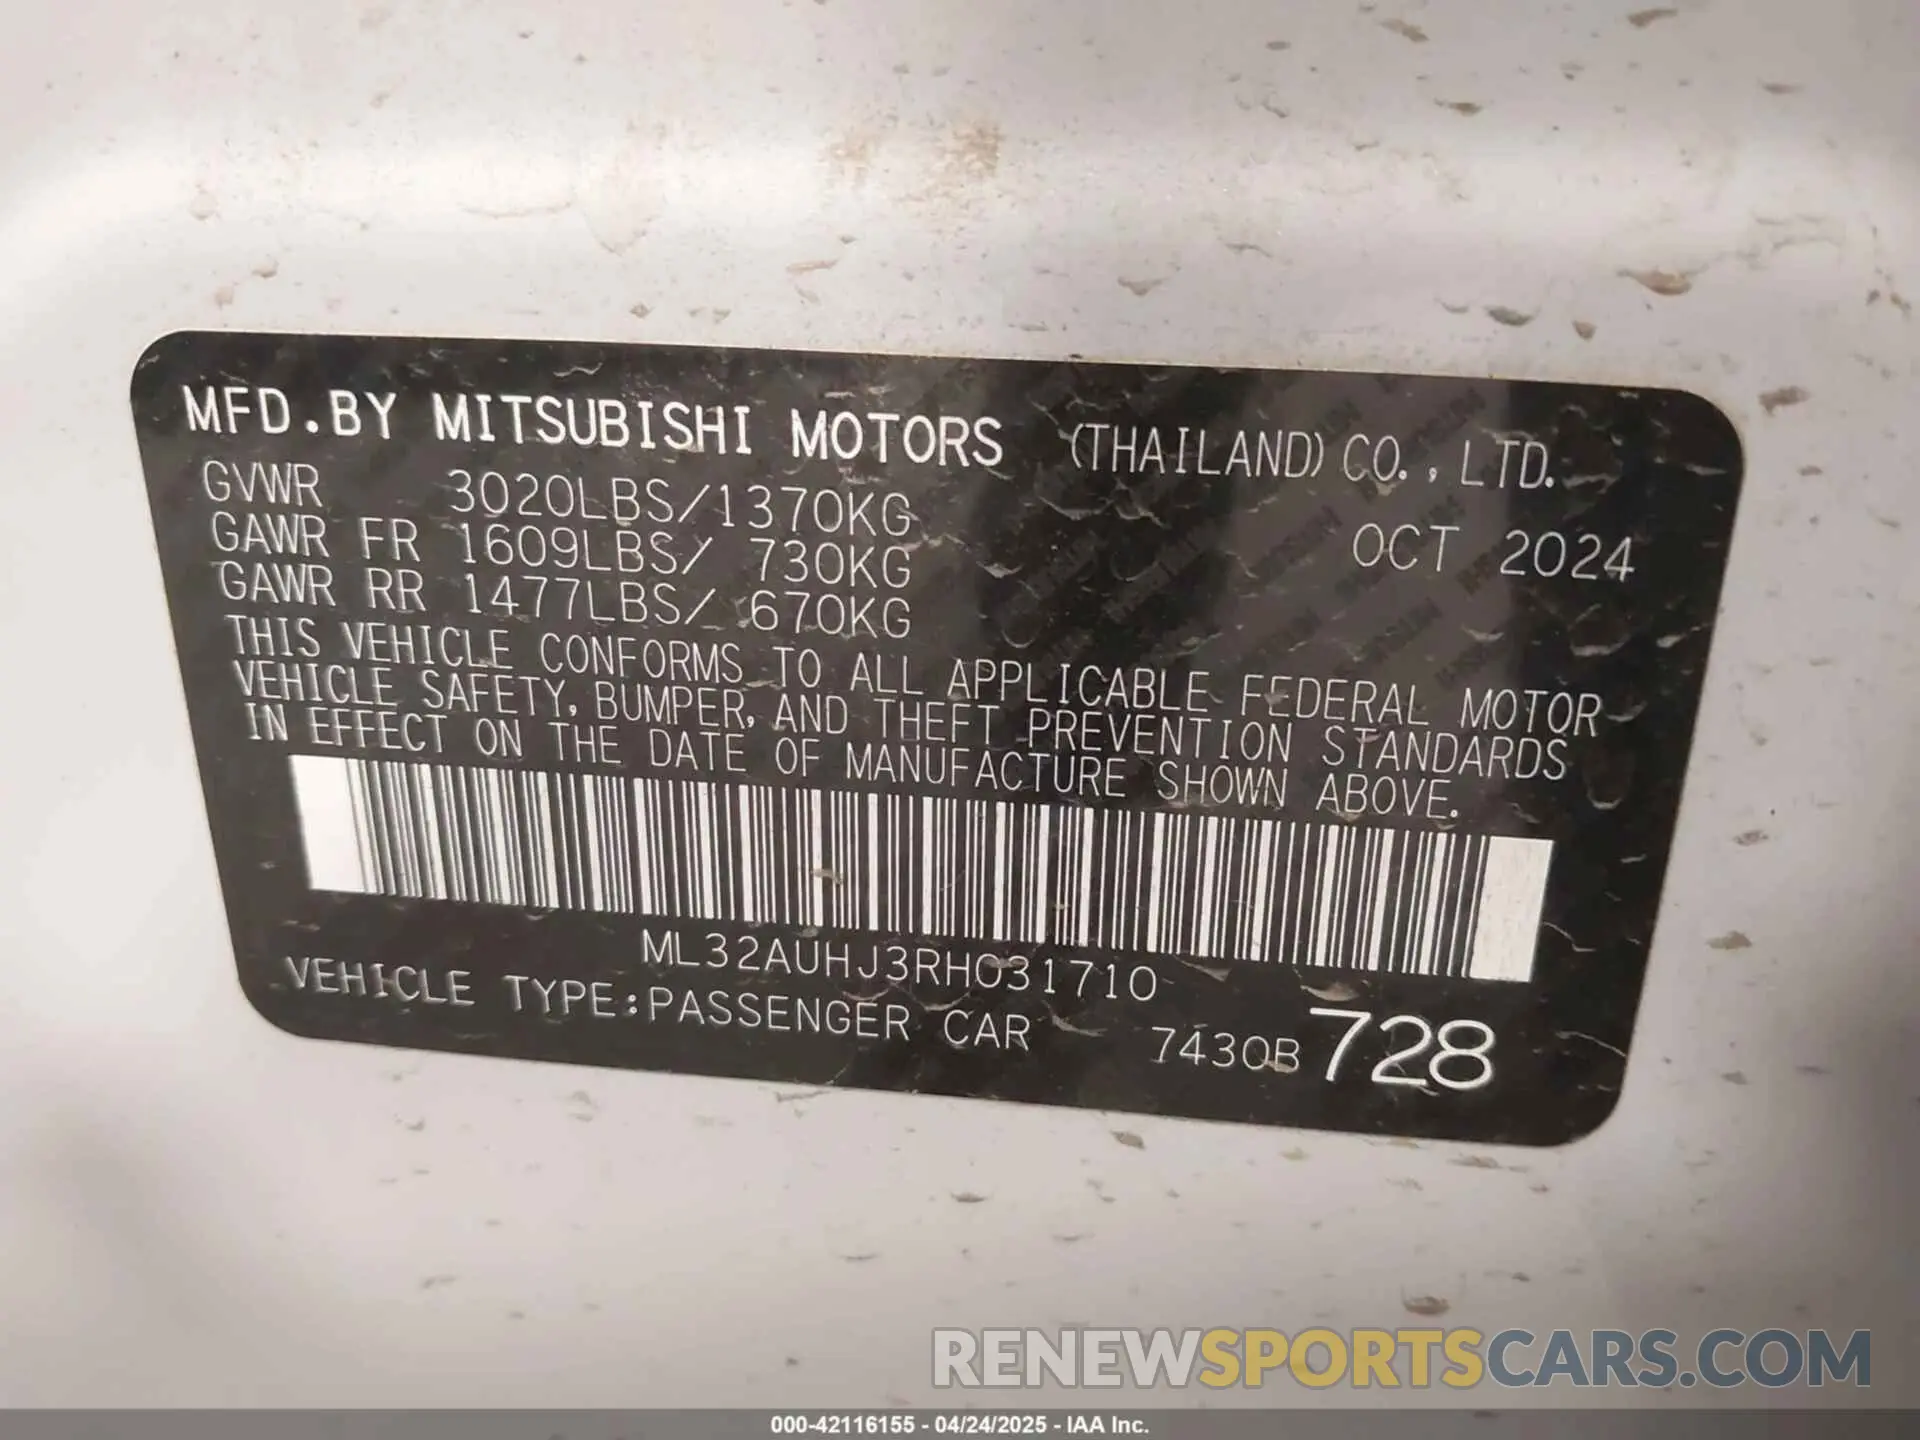 MFD.BY MITSUBISHI MOTORS (THAILAND) CO., LTD.
GVWR 3020LBS/1370KG
GAWR FR 1609LBS/ 730KG OCT 2024
GAWR RR 1477LBS/ 670KG
THIS VEHICLE CONFORMS TO ALL APPLICABLE FEDERAL MOTOR
VEHICLE SAFETY, BUMPER, AND THEFT PREVENTION STANDARDS
IN EFFECT ON THE DATE OF MANUFACTURE SHOWN ABOVE.
ML32AUHJ3RH031710
VEHICLE TYPE:PASSENGER CAR 7430B 728
RENEWSPORTSCARS.COM
000-42116155 - 04/24/2025 - IAA Inc.